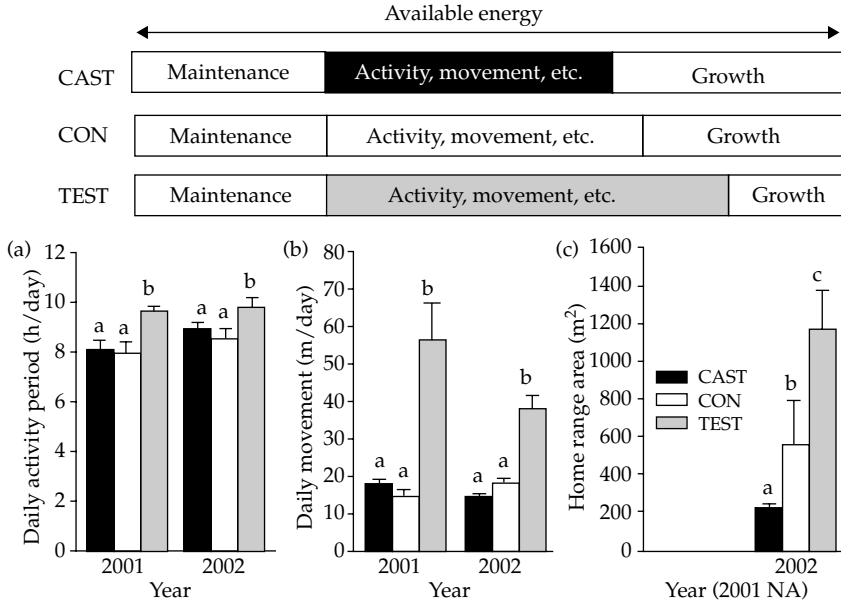 Available energy
CAST Maintenance Activity, movement, etc. Growth
CON Maintenance Activity, movement, etc. Growth
TEST Maintenance Activity, movement, etc. Growth
(a)
Daily activity period (h/day)
12
10
8
6
4
2
0
a a b a a b
2001 2002
Year
(b)
Daily movement (m/day)
80
70
60
50
40
30
20
10
0
a a b a a b
2001 2002
Year
(c)
Home range area (m²)
1600
1400
1200
1000
800
600
400
200
0
CAST
CON
TEST
a b c
2002
Year (2001 NA)